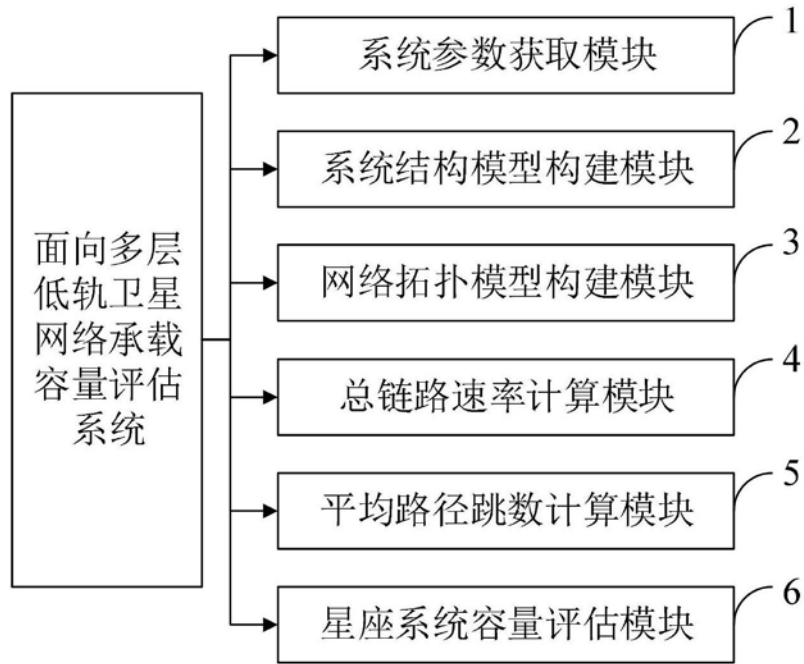 面向多层
低轨卫星
网络承载
容量评估
系统
系统参数获取模块
1
系统结构模型构建模块
2
网络拓扑模型构建模块
3
总链路速率计算模块
4
平均路径跳数计算模块
5
星座系统容量评估模块
6